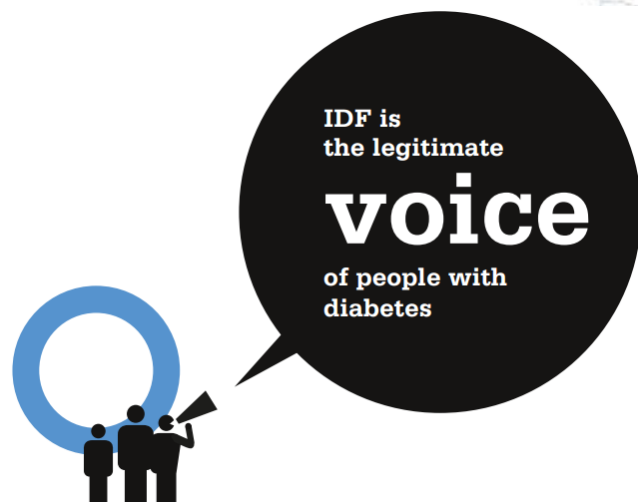 IDF is
the legitimate
voice
of people with
diabetes